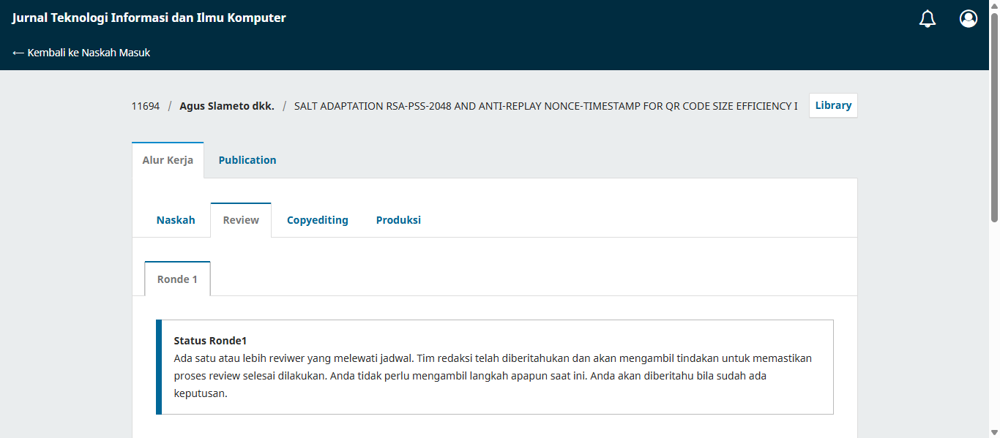 Jurnal Teknologi Informasi dan Ilmu Komputer
← Kembali ke Naskah Masuk
11694 / Agus Slameto dkk. / SALT ADAPTATION RSA-PSS-2048 AND ANTI-REPLAY NONCE-TIMESTAMP FOR QR CODE SIZE EFFICIENCY I
Library
Alur Kerja
Publication
Naskah
Review
Copyediting
Produksi
Ronde 1
Status Ronde1
Ada satu atau lebih reviwer yang melewati jadwal. Tim redaksi telah diberitahukan dan akan mengambil tindakan untuk memastikan
proses review selesai dilakukan. Anda tidak perlu mengambil langkah apapun saat ini. Anda akan diberitahu bila sudah ada
keputusan.